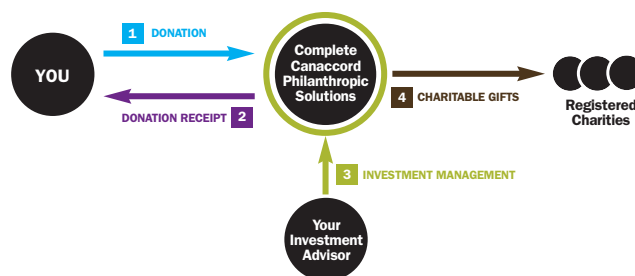 1 DONATION
YOU
DONATION RECEIPT 2
Complete
Canaccord
Philanthropic
Solutions
4 CHARITABLE GIFTS
Registered
Charities
3 INVESTMENT MANAGEMENT
Your
Investment
Advisor